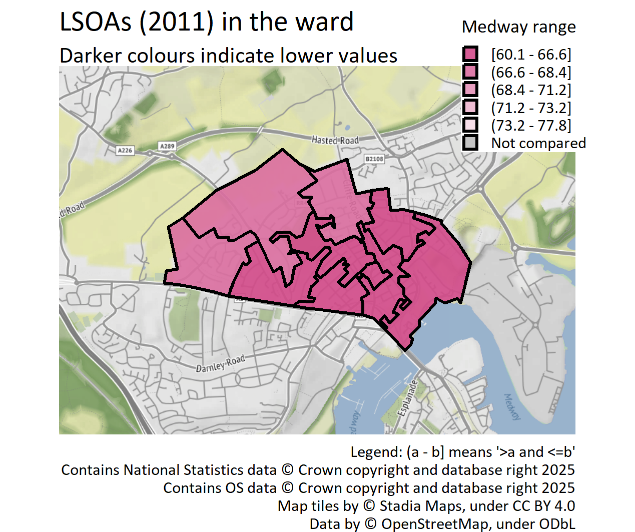 LSOAs (2011) in the ward
Darker colours indicate lower values
Medway range
[60.1 - 66.6]
(66.6 - 68.4]
(68.4 - 71.2]
(71.2 - 73.2]
(73.2 - 77.8]
Not compared
Hasted Road
A226
A289
B2108
d Road
Darnley Road
Esplanade
Medway
dway
Legend: (a - b] means '>a and <=b'
Contains National Statistics data © Crown copyright and database right 2025
Contains OS data © Crown copyright and database right 2025
Map tiles by © Stadia Maps, under CC BY 4.0
Data by © OpenStreetMap, under ODbL